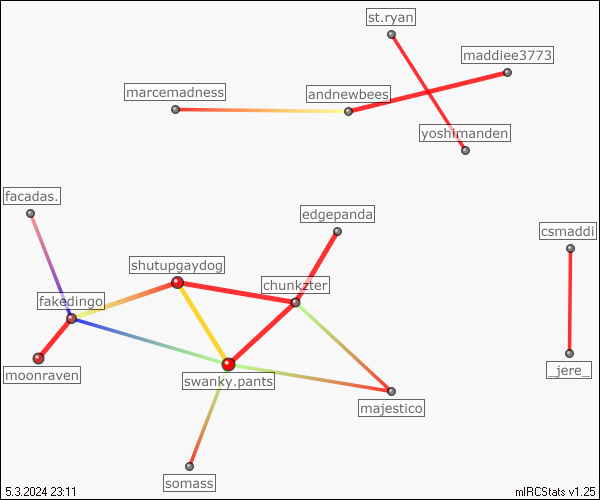 st.ryan
maddiee3773
marcemadness
andnewbees
yoshimanden
facadas.
edgepanda
csmaddi
shutupgaydog
chunkzter
fakedingo
moonraven
swanky.pants
_jere_
majestico
somass
5.3.2024 23:11
mIRCStats v1.25